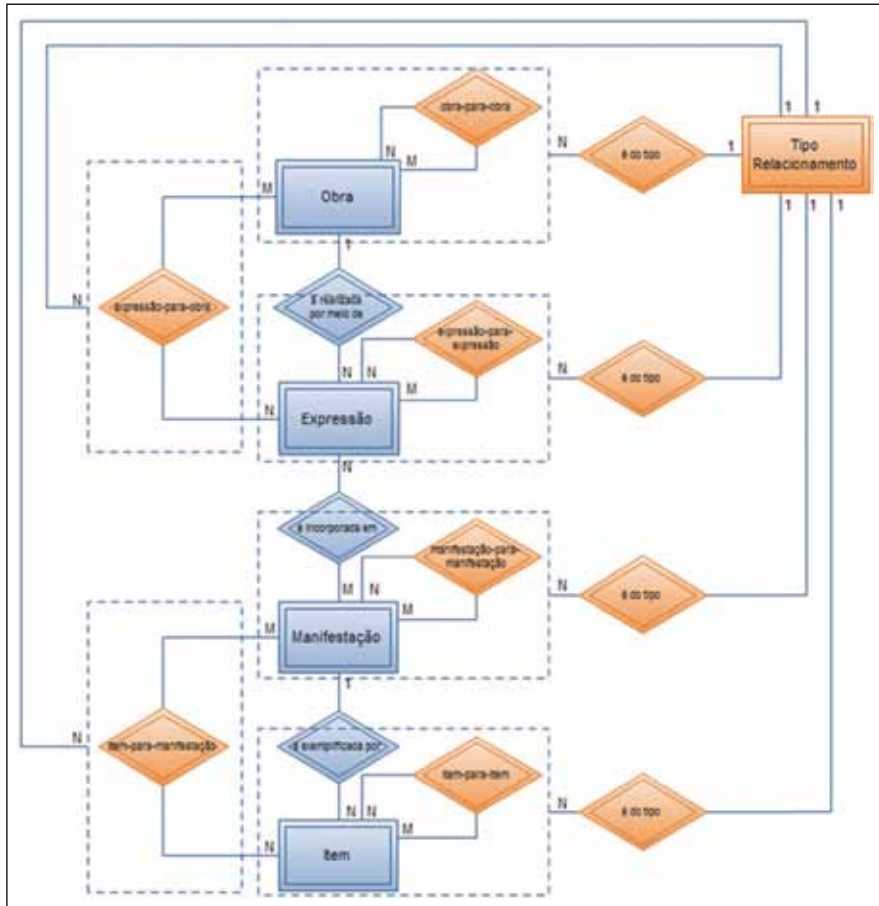 obra-para-obra
N
M
Obra
1
N
é do tipo
1
1
1
Tipo
Relacionamento
1
1
1
M
expressão-para-obra
N
N
é realizada
por meio de
N
N
M
expressão-para-
expressão
Expressão
N
N
é do tipo
é incorporada em
M
N
M
manifestação-para-
manifestação
Manifestação
1
N
é do tipo
M
item-para-manifestação
N
N
é exemplificada por
N
N
M
item-para-item
Item
N
é do tipo